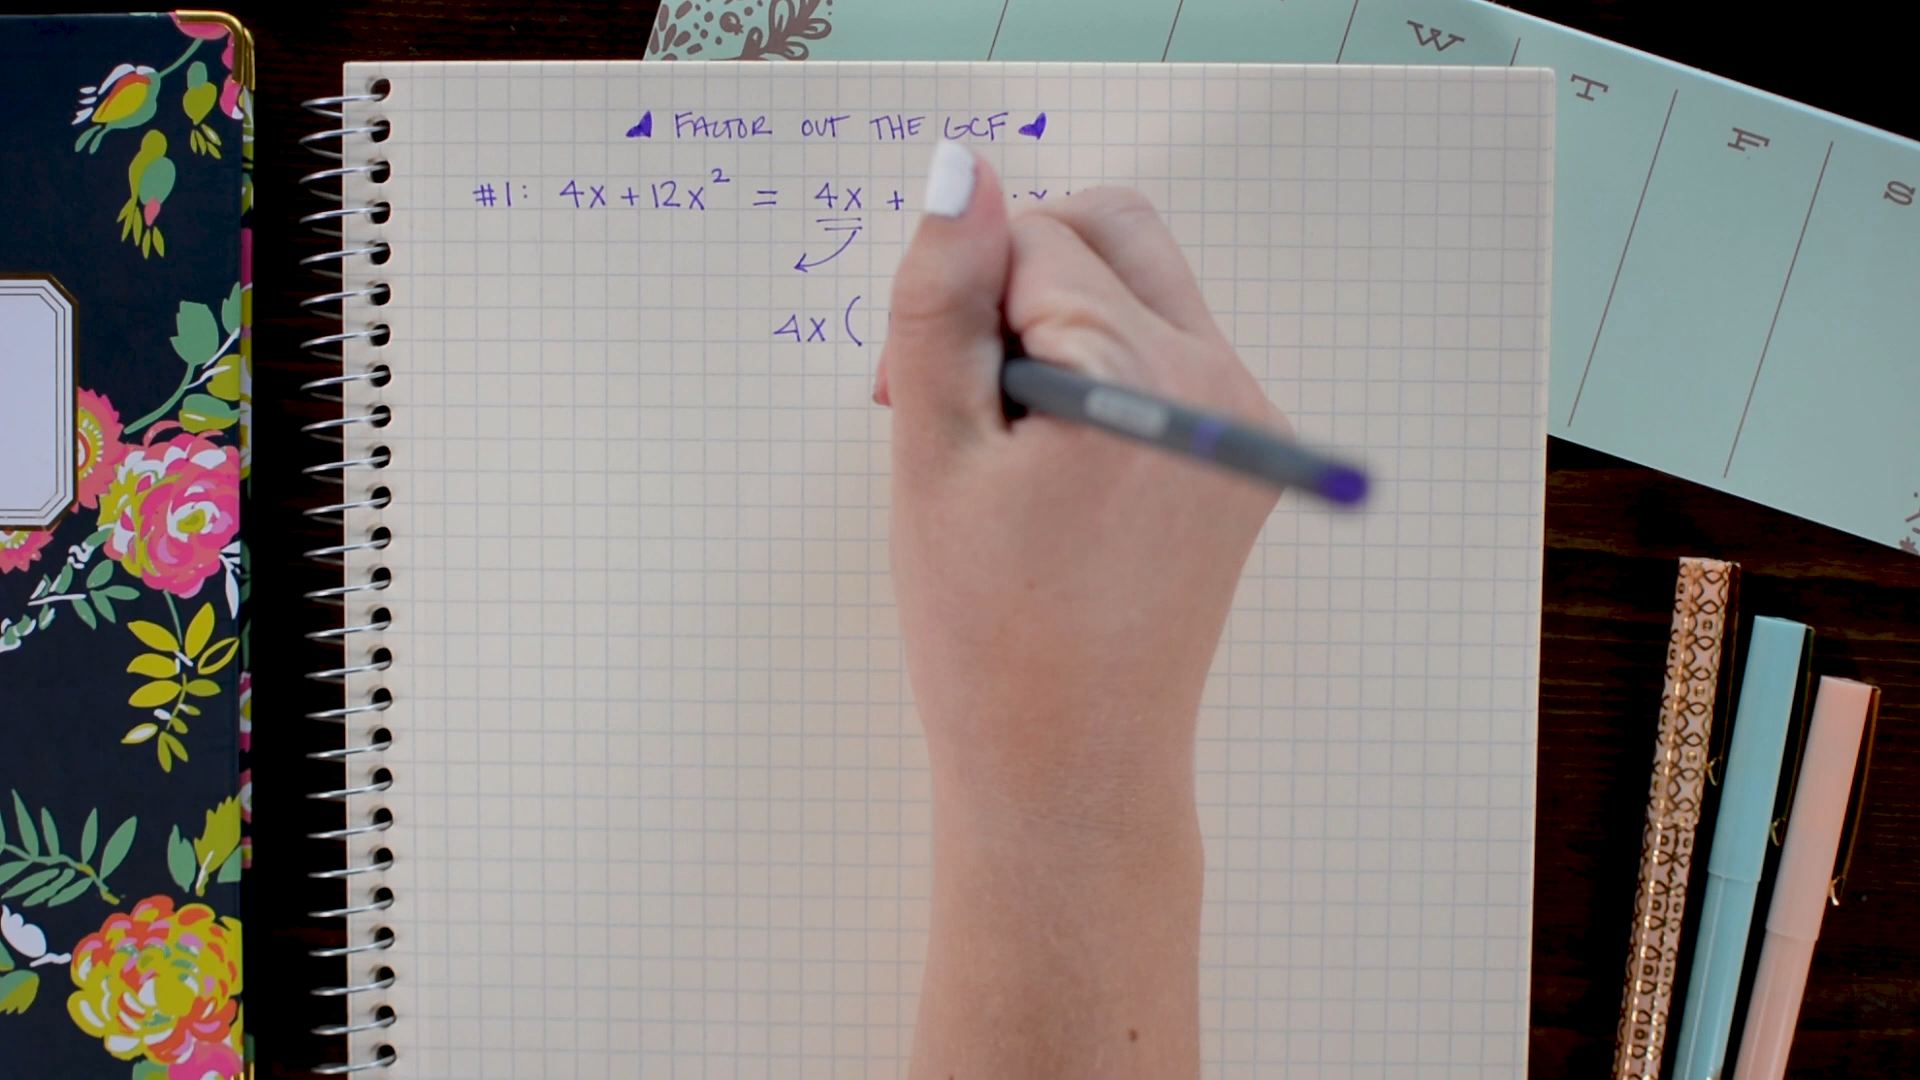 W
T
F
S
FACTOR OUT THE GCF
#1: 4x + 12x² = 4x +
4x (